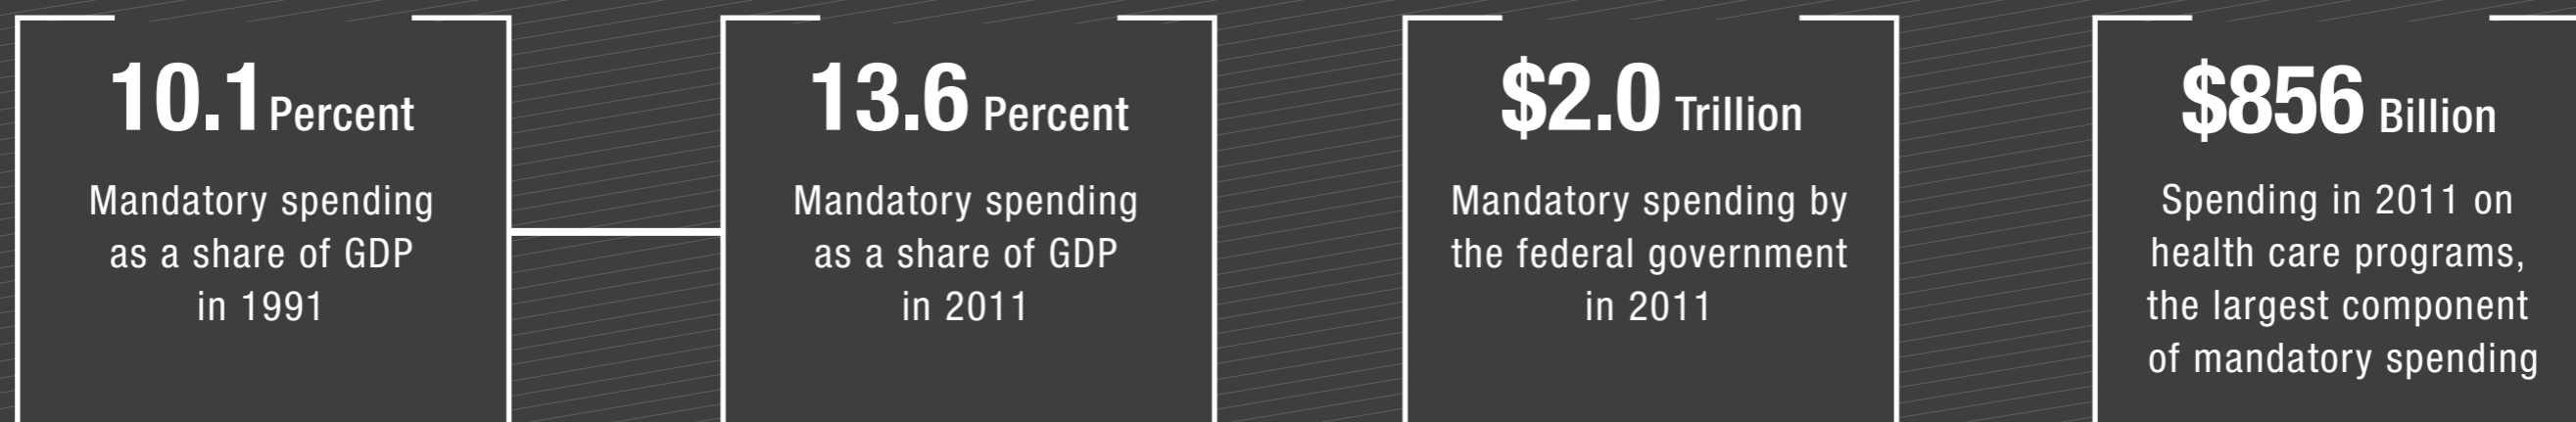 10.1 Percent
Mandatory spending
as a share of GDP
in 1991
13.6 Percent
Mandatory spending
as a share of GDP
in 2011
$2.0 Trillion
Mandatory spending by
the federal government
in 2011
$856 Billion
Spending in 2011 on
health care programs,
the largest component
of mandatory spending